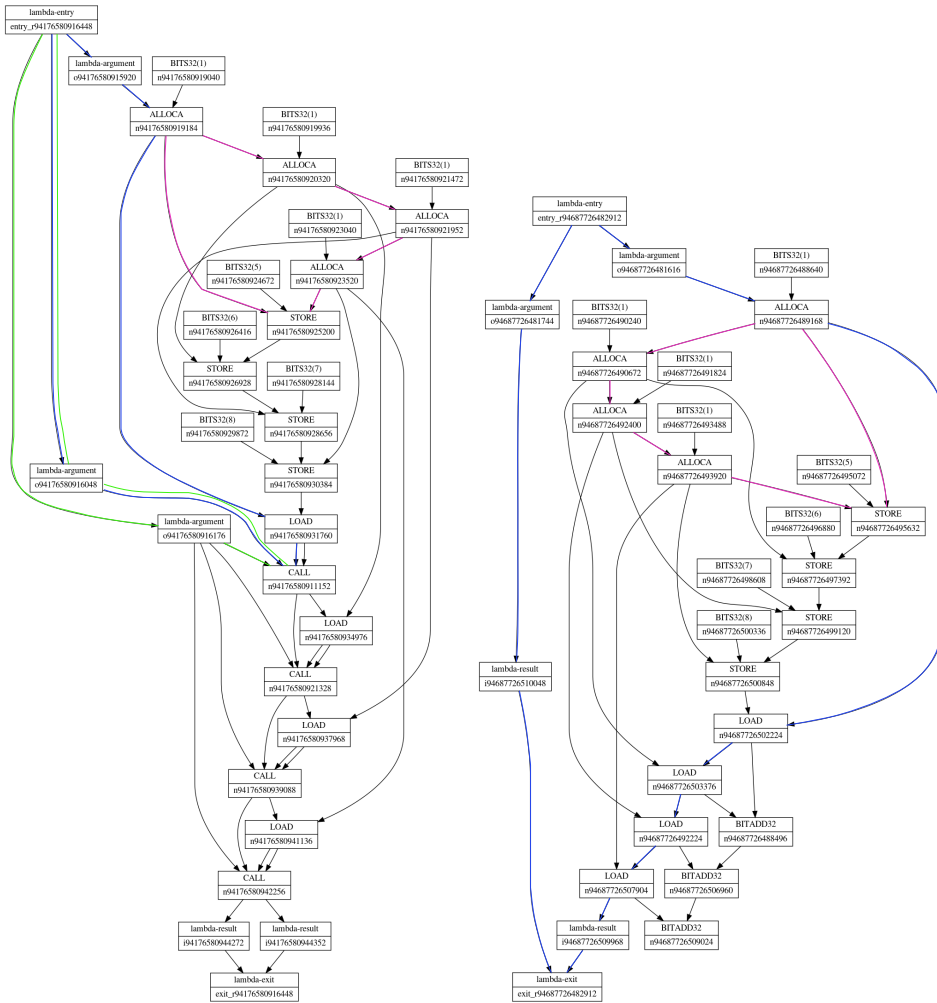 lambda-entry
entry_r94176580916448
lambda-argument
o94176580915920
BITS32(1)
n94176580919040
ALLOCA
n94176580919184
BITS32(1)
n94176580919936
ALLOCA
n94176580920320
BITS32(1)
n94176580921472
ALLOCA
n94176580921952
BITS32(1)
n94176580923040
ALLOCA
n94176580923520
BITS32(5)
n94176580924672
STORE
n94176580925200
BITS32(6)
n94176580926416
STORE
n94176580926928
BITS32(7)
n94176580928144
STORE
n94176580928656
BITS32(8)
n94176580929872
STORE
n94176580930384
lambda-argument
o94176580916048
lambda-argument
o94176580916176
LOAD
n94176580931760
CALL
n94176580911152
LOAD
n94176580934976
CALL
n94176580921328
LOAD
n94176580937968
CALL
n94176580939088
LOAD
n94176580941136
CALL
n94176580942256
lambda-result
i94176580944272
lambda-result
i94176580944352
lambda-exit
exit_r94176580916448
lambda-entry
entry_r94687726482912
lambda-argument
o94687726481616
BITS32(1)
n94687726488640
lambda-argument
o94687726481744
BITS32(1)
n94687726490240
ALLOCA
n94687726489168
ALLOCA
n94687726490672
BITS32(1)
n94687726491824
ALLOCA
n94687726492400
BITS32(1)
n94687726493488
ALLOCA
n94687726493920
BITS32(5)
n94687726495072
STORE
n94687726495632
BITS32(6)
n94687726496880
STORE
n94687726497392
BITS32(7)
n94687726498608
STORE
n94687726499120
BITS32(8)
n94687726500336
STORE
n94687726500848
lambda-result
i94687726510048
LOAD
n94687726502224
LOAD
n94687726503376
LOAD
n94687726492224
BITADD32
n94687726488496
LOAD
n94687726507904
BITADD32
n94687726506960
lambda-result
i94687726509968
BITADD32
n94687726509024
lambda-exit
exit_r94687726482912